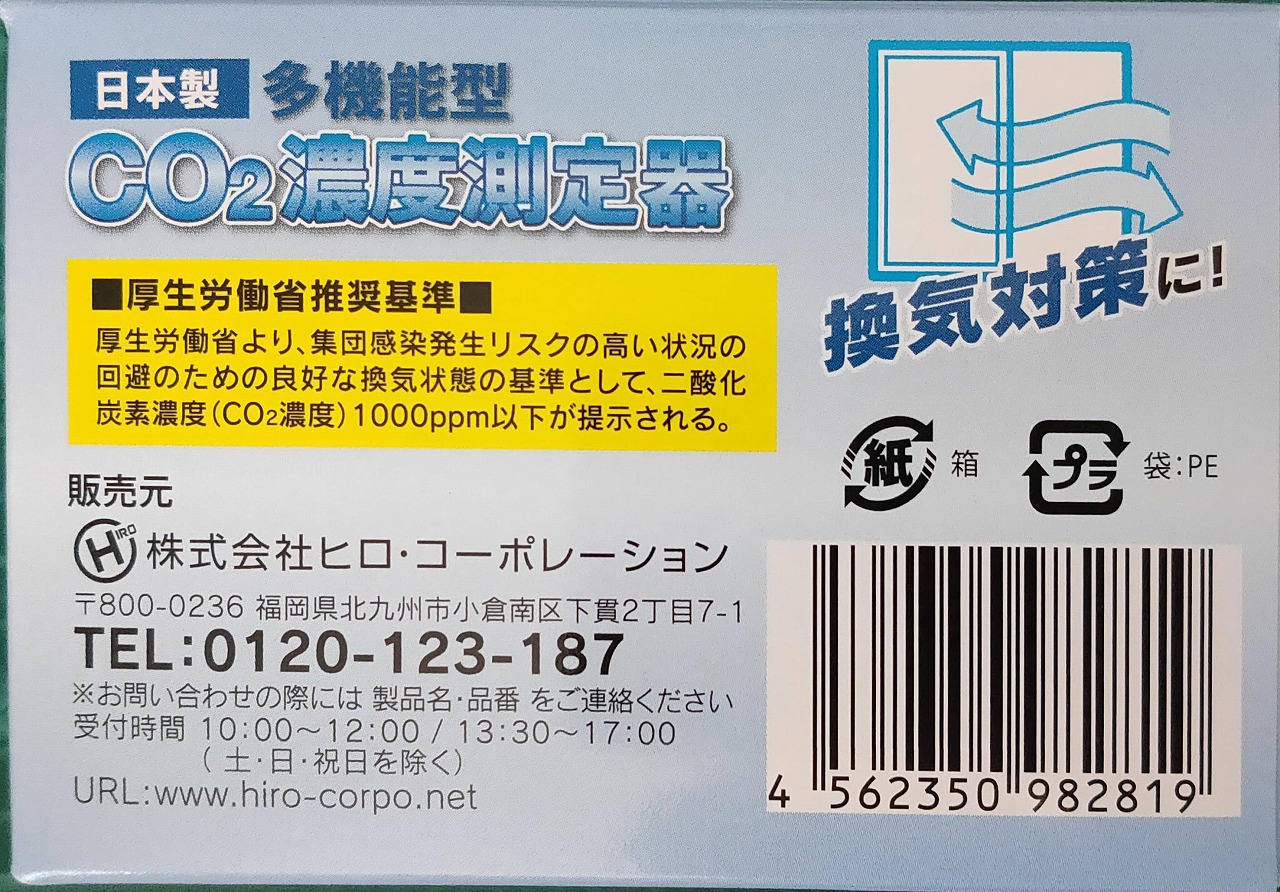 日本製 多機能型
CO2濃度測定器
換気対策に!
■厚生労働省推奨基準■
厚生労働省より、集団感染発生リスクの高い状況の
回避のための良好な換気状態の基準として、二酸化
炭素濃度(CO2濃度)1000ppm以下が提示される。
紙 箱 プラ 袋:PE
販売元
HIRO 株式会社ヒロ・コーポレーション
〒800-0236 福岡県北九州市小倉南区下貫2丁目7-1
TEL:0120-123-187
※お問い合わせの際には 製品名・品番 をご連絡ください
受付時間 10:00~12:00 / 13:30~17:00
(土・日・祝日を除く)
URL:www.hiro-corpo.net
4 562350 982819